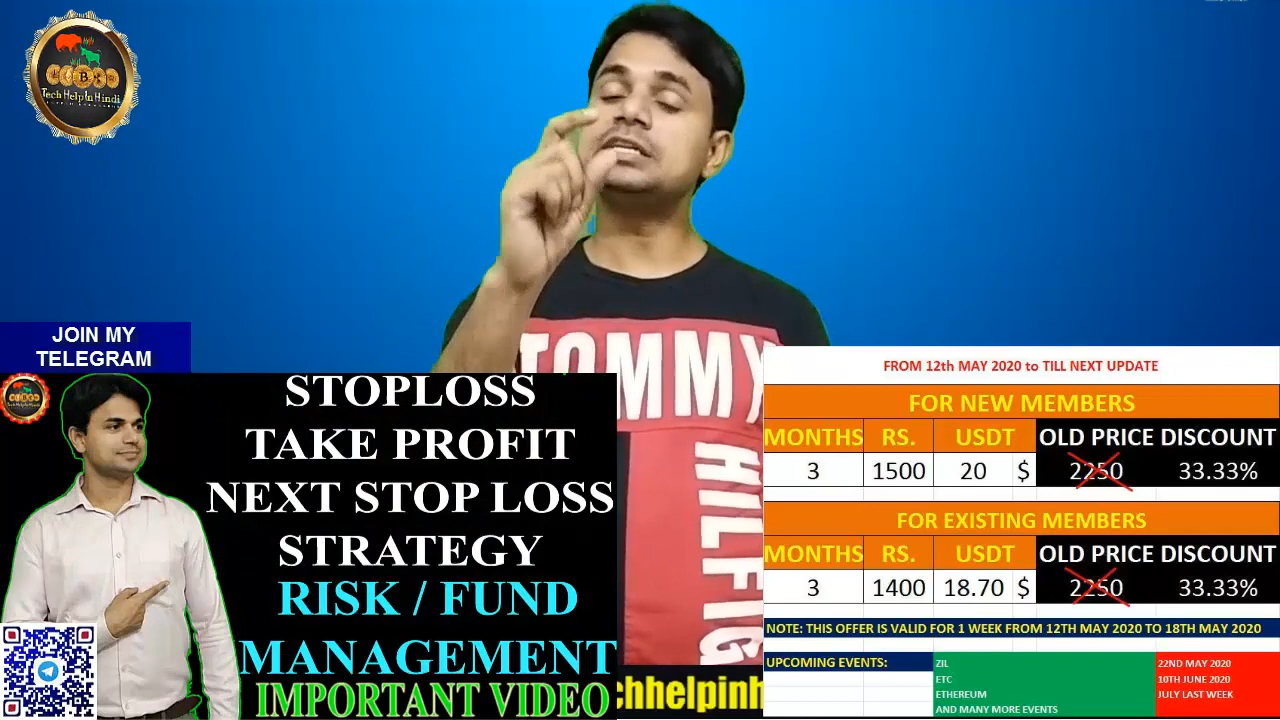 Tech HelpIn Hindi
JOIN MY
TELEGRAM
TOMMY
HILFIG
STOPLOSS
TAKE PROFIT
NEXT STOP LOSS
STRATEGY
RISK / FUND
MANAGEMENT
IMPORTANT VIDEO
chhelpinh
FROM 12th MAY 2020 to TILL NEXT UPDATE
FOR NEW MEMBERS
MONTHS RS. USDT OLD PRICE DISCOUNT
3 1500 20 $ 2250 33.33%
FOR EXISTING MEMBERS
MONTHS RS. USDT OLD PRICE DISCOUNT
3 1400 18.70 $ 2250 33.33%
NOTE: THIS OFFER IS VALID FOR 1 WEEK FROM 12TH MAY 2020 TO 18TH MAY 2020
UPCOMING EVENTS: ZIL 22ND MAY 2020
ETC 10TH JUNE 2020
ETHEREUM JULY LAST WEEK
AND MANY MORE EVENTS